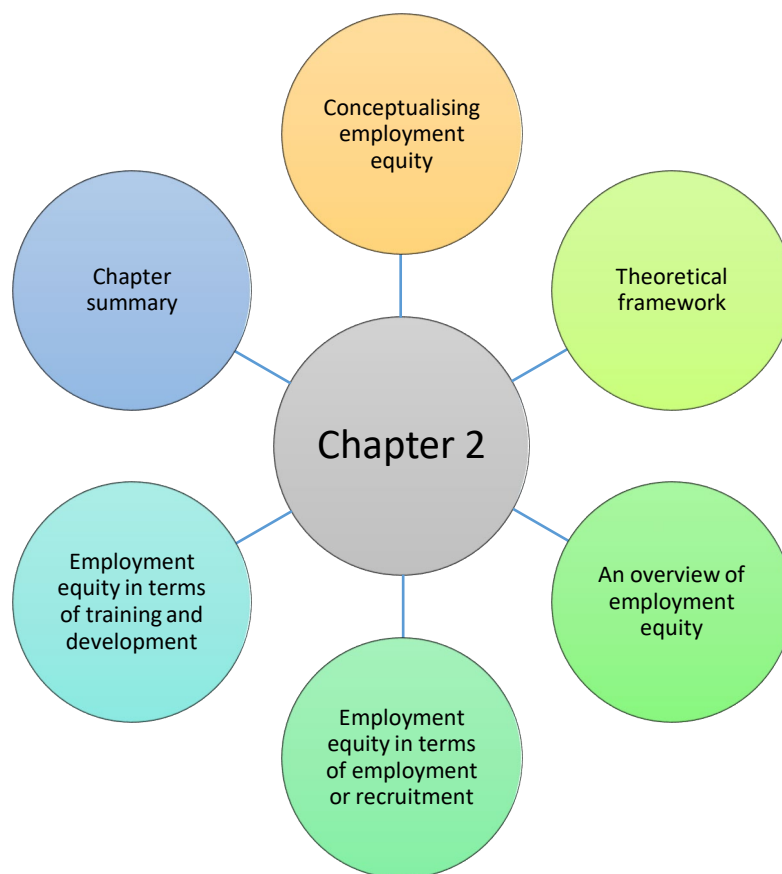 Conceptualising
employment
equity
Theoretical
framework
An overview of
employment
equity
Employment
equity in terms
of employment
or recruitment
Employment
equity in terms
of training and
development
Chapter
summary
Chapter 2